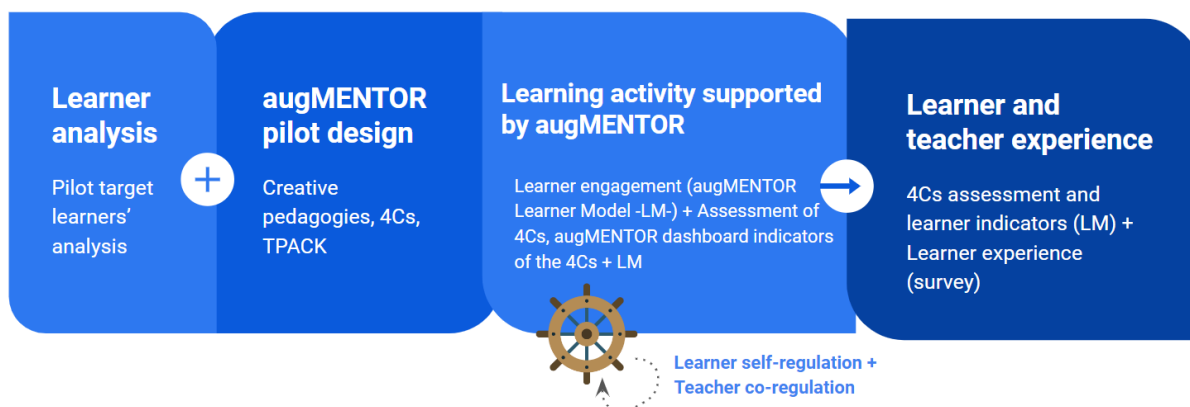 Learner
analysis
Pilot target
learners'
analysis
augMENTOR
pilot design
Creative
pedagogies, 4Cs,
TPACK
Learning activity supported
by augMENTOR
Learner engagement (augMENTOR
Learner Model -LM-) + Assessment of
4Cs, augMENTOR dashboard indicators
of the 4Cs + LM
Learner and
teacher experience
4Cs assessment and
learner indicators (LM) +
Learner experience
(survey)
Learner self-regulation +
Teacher co-regulation